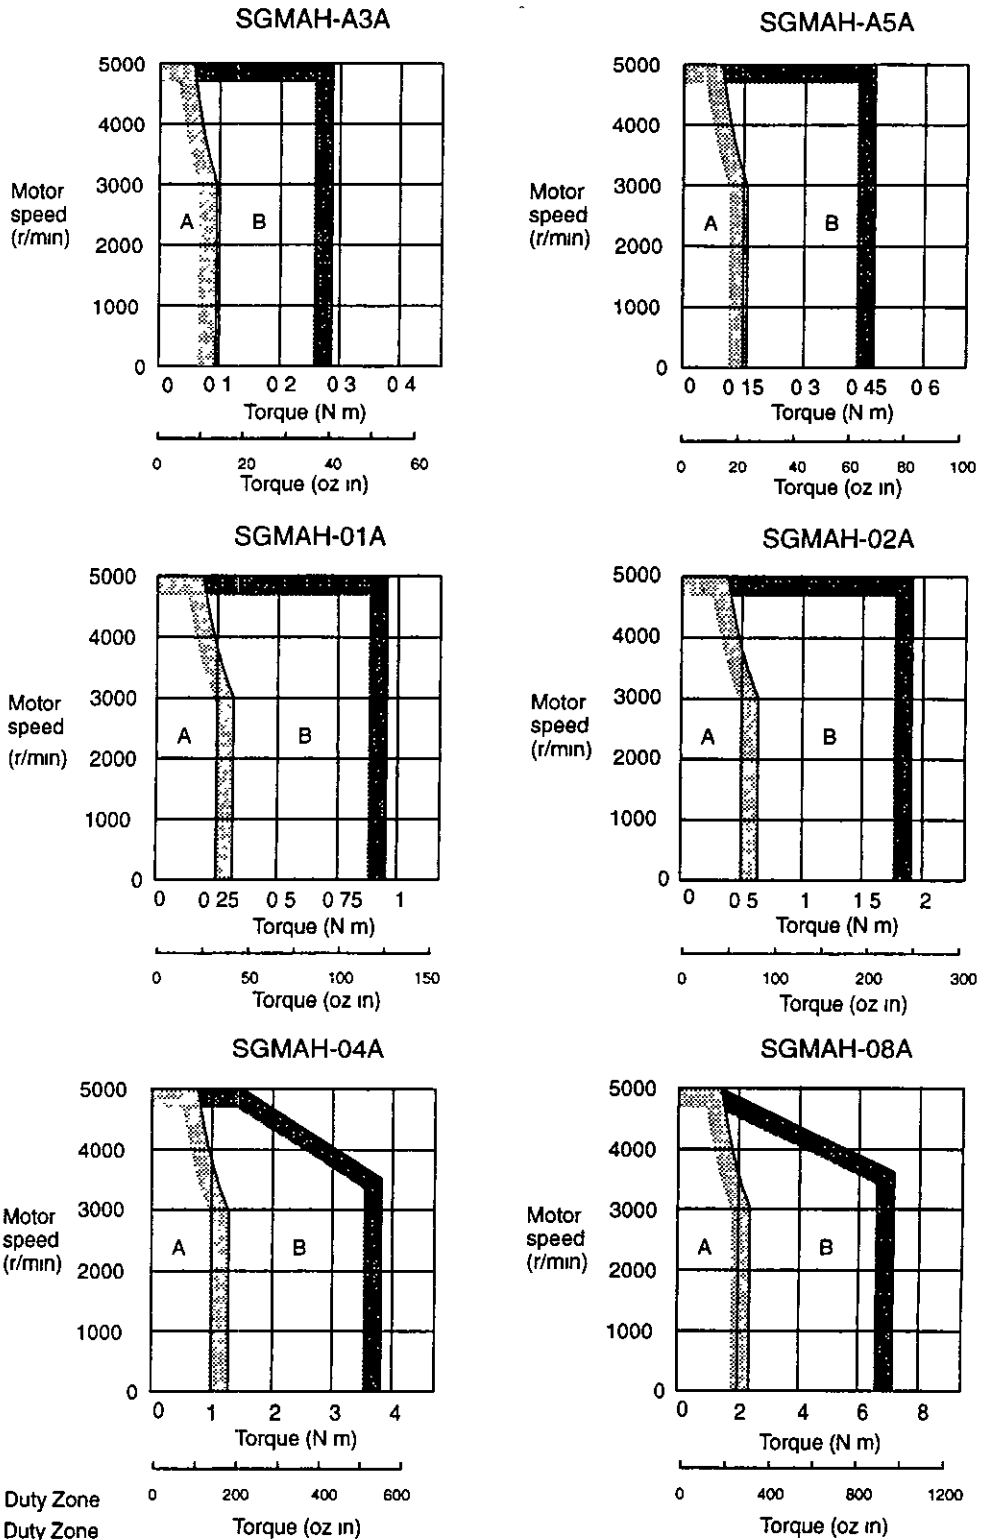 SGMAH-A3A
5000
4000
3000
2000
1000
0
Motor
speed
(r/min)
A
B
0 0 1 0 2 0 3 0 4
Torque (N m)
0 20 40 60
Torque (oz in)
SGMAH-A5A
5000
4000
3000
2000
1000
0
Motor
speed
(r/min)
A
B
0 0 15 0 3 0 45 0 6
Torque (N m)
0 20 40 60 80 100
Torque (oz in)
SGMAH-01A
5000
4000
3000
2000
1000
0
Motor
speed
(r/min)
A
B
0 0 25 0 5 0 75 1
Torque (N m)
0 50 100 150
Torque (oz in)
SGMAH-02A
5000
4000
3000
2000
1000
0
Motor
speed
(r/min)
A
B
0 0 5 1 1 5 2
Torque (N m)
0 100 200 300
Torque (oz in)
SGMAH-04A
5000
4000
3000
2000
1000
0
Motor
speed
(r/min)
A
B
0 1 2 3 4
Torque (N m)
0 200 400 600
Torque (oz in)
SGMAH-08A
5000
4000
3000
2000
1000
0
Motor
speed
(r/min)
A
B
0 2 4 6 8
Torque (N m)
0 400 800 1200
Torque (oz in)
Duty Zone
Duty Zone